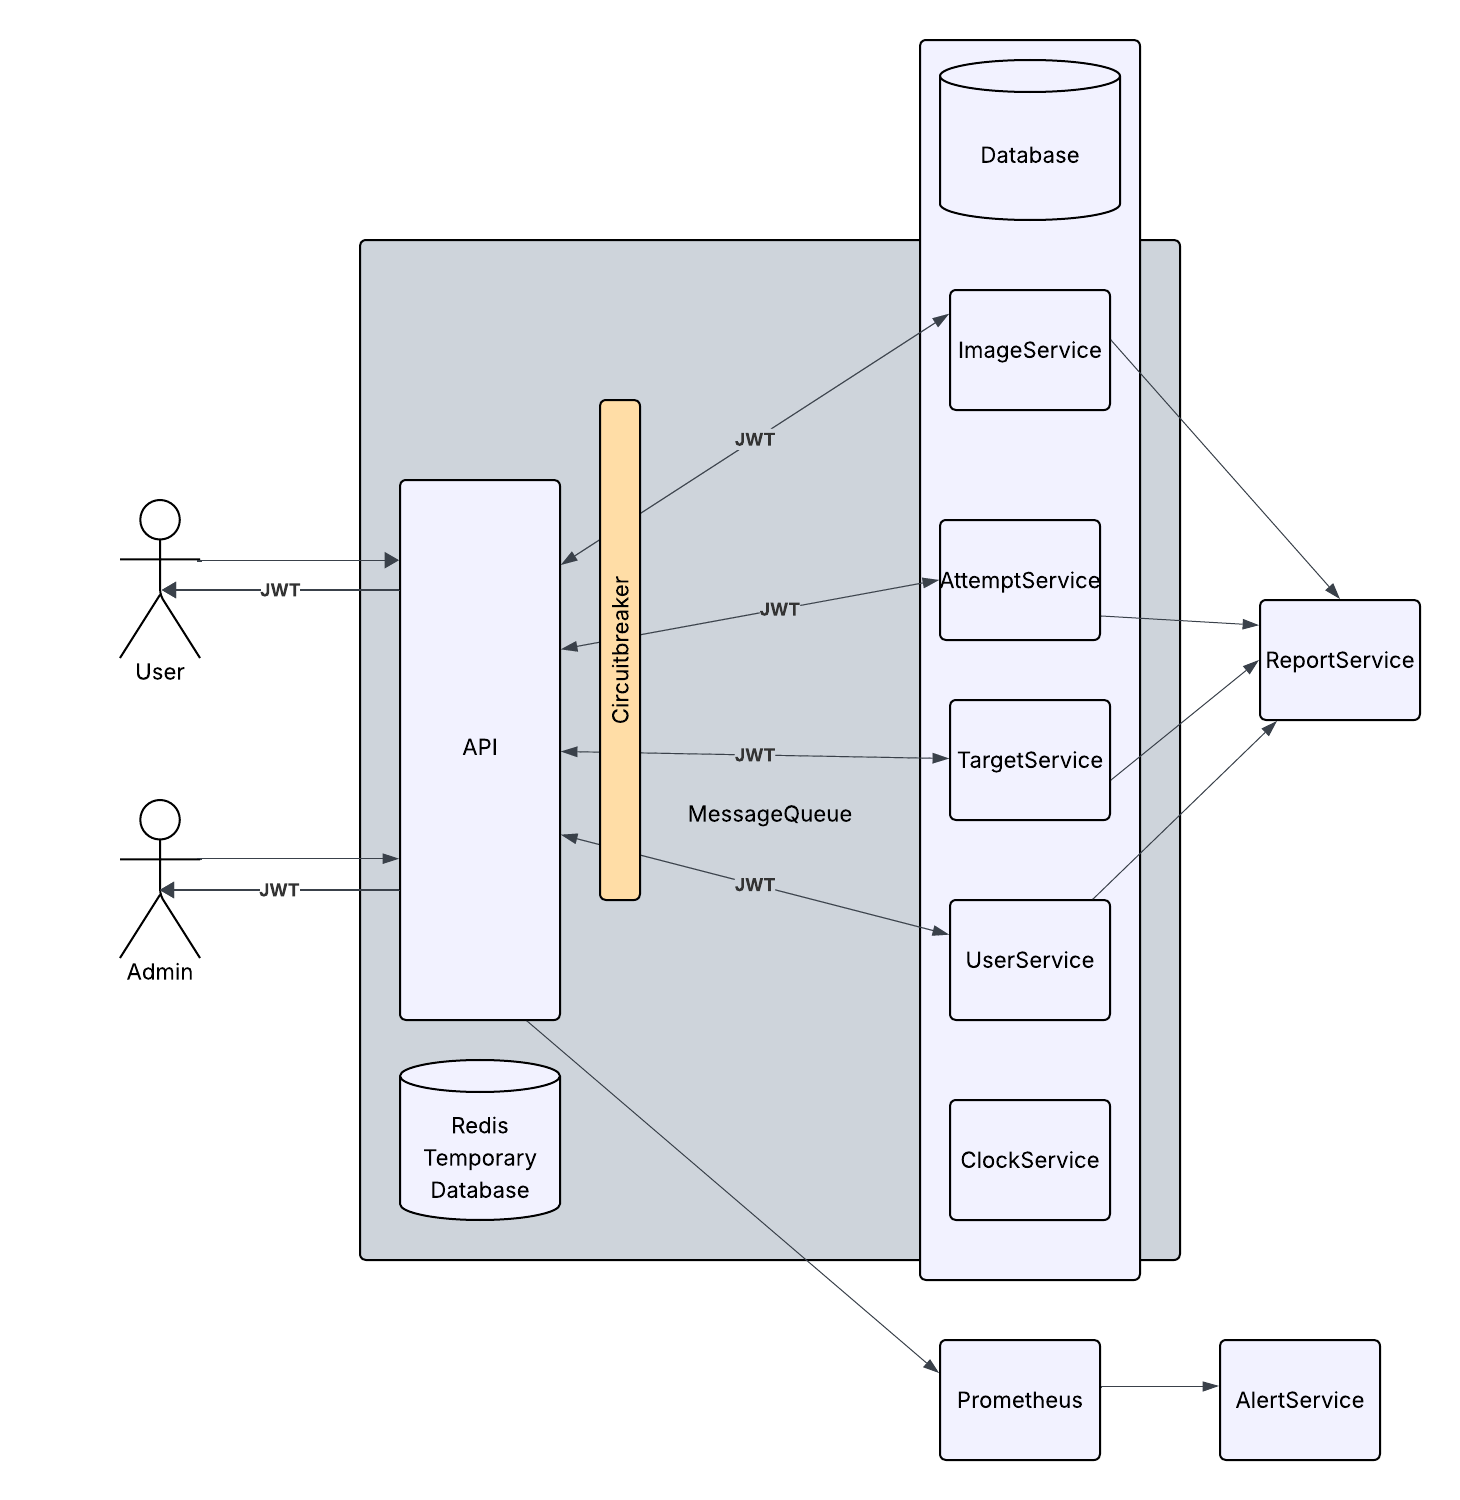 Database
ImageService
JWT
AttemptService
JWT
JWT
User
Circuitbreaker
ReportService
API
JWT
TargetService
MessageQueue
JWT
JWT
Admin
UserService
Redis
Temporary
Database
ClockService
Prometheus
AlertService